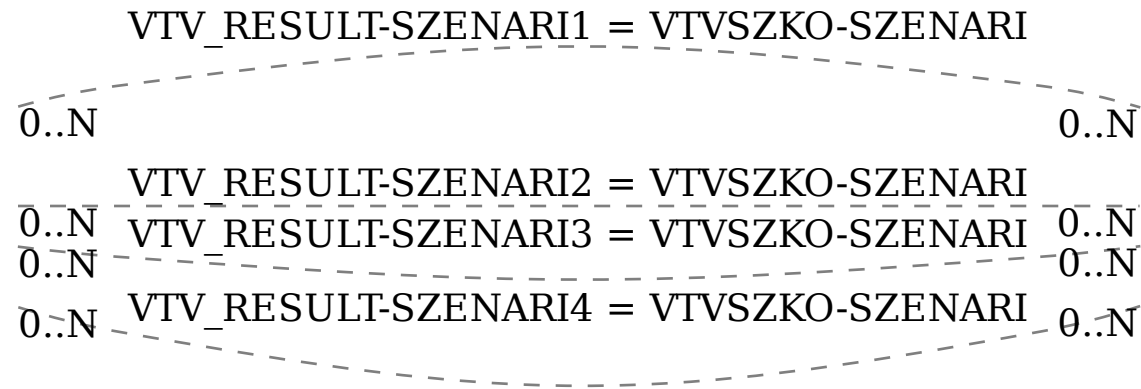 VTV_RESULT-SZENARI1 = VTVSZKO-SZENARI
0..N 0..N
VTV_RESULT-SZENARI2 = VTVSZKO-SZENARI
0..N 0..N
VTV_RESULT-SZENARI3 = VTVSZKO-SZENARI
0..N 0..N
VTV_RESULT-SZENARI4 = VTVSZKO-SZENARI
0..N 0..N